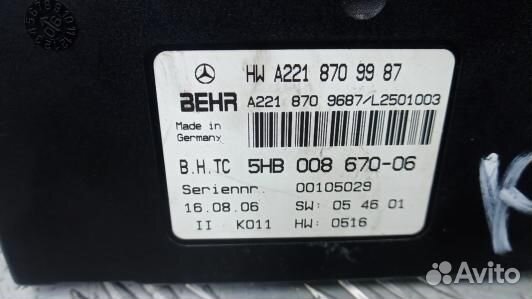 HW A221 870 99 87
BEHR A221 870 9687/L2501003
Made in
Germany
B.H.TC 5HB 008 670-06
Seriennr. 00105029
16.08.06 SW: 05 46 01
II K011 HW: 0516
Avito